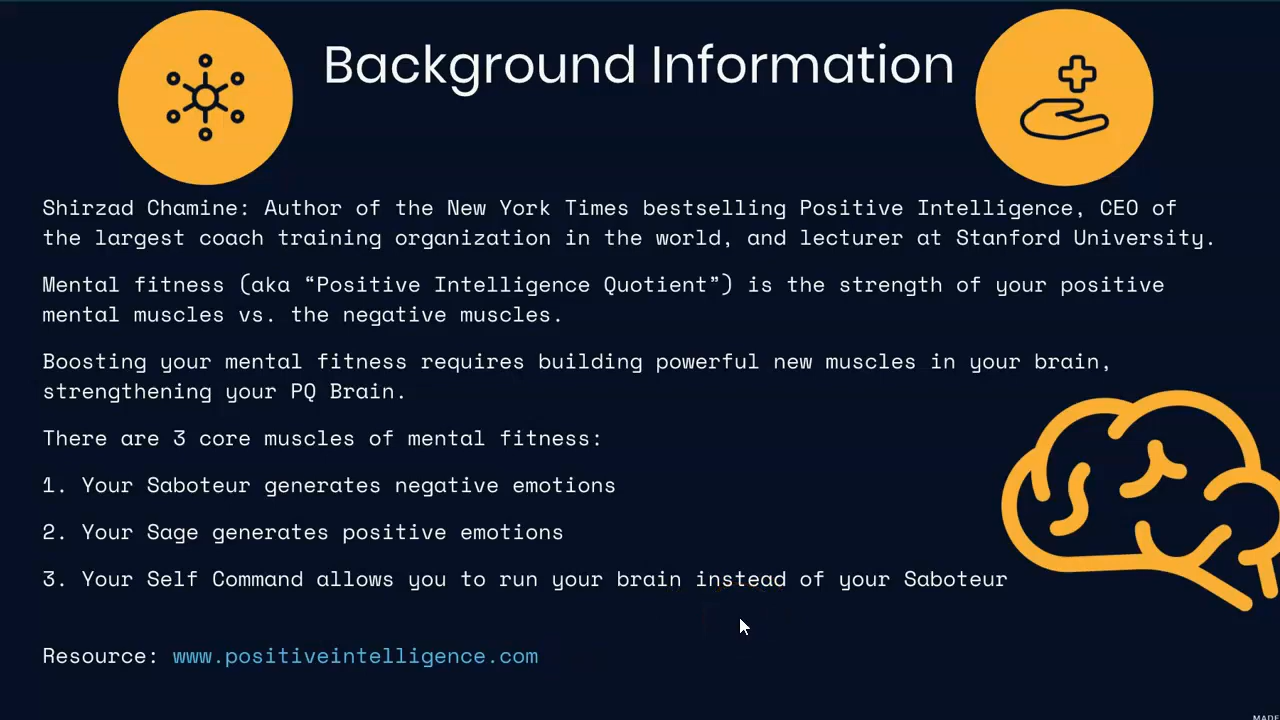 Background Information
Shirzad Chamine: Author of the New York Times bestselling Positive Intelligence, CEO of
the largest coach training organization in the world, and lecturer at Stanford University.
Mental fitness (aka “Positive Intelligence Quotient”) is the strength of your positive
mental muscles vs. the negative muscles.
Boosting your mental fitness requires building powerful new muscles in your brain,
strengthening your PQ Brain.
There are 3 core muscles of mental fitness:
1. Your Saboteur generates negative emotions
2. Your Sage generates positive emotions
3. Your Self Command allows you to run your brain instead of your Saboteur
Resource: www.positiveintelligence.com